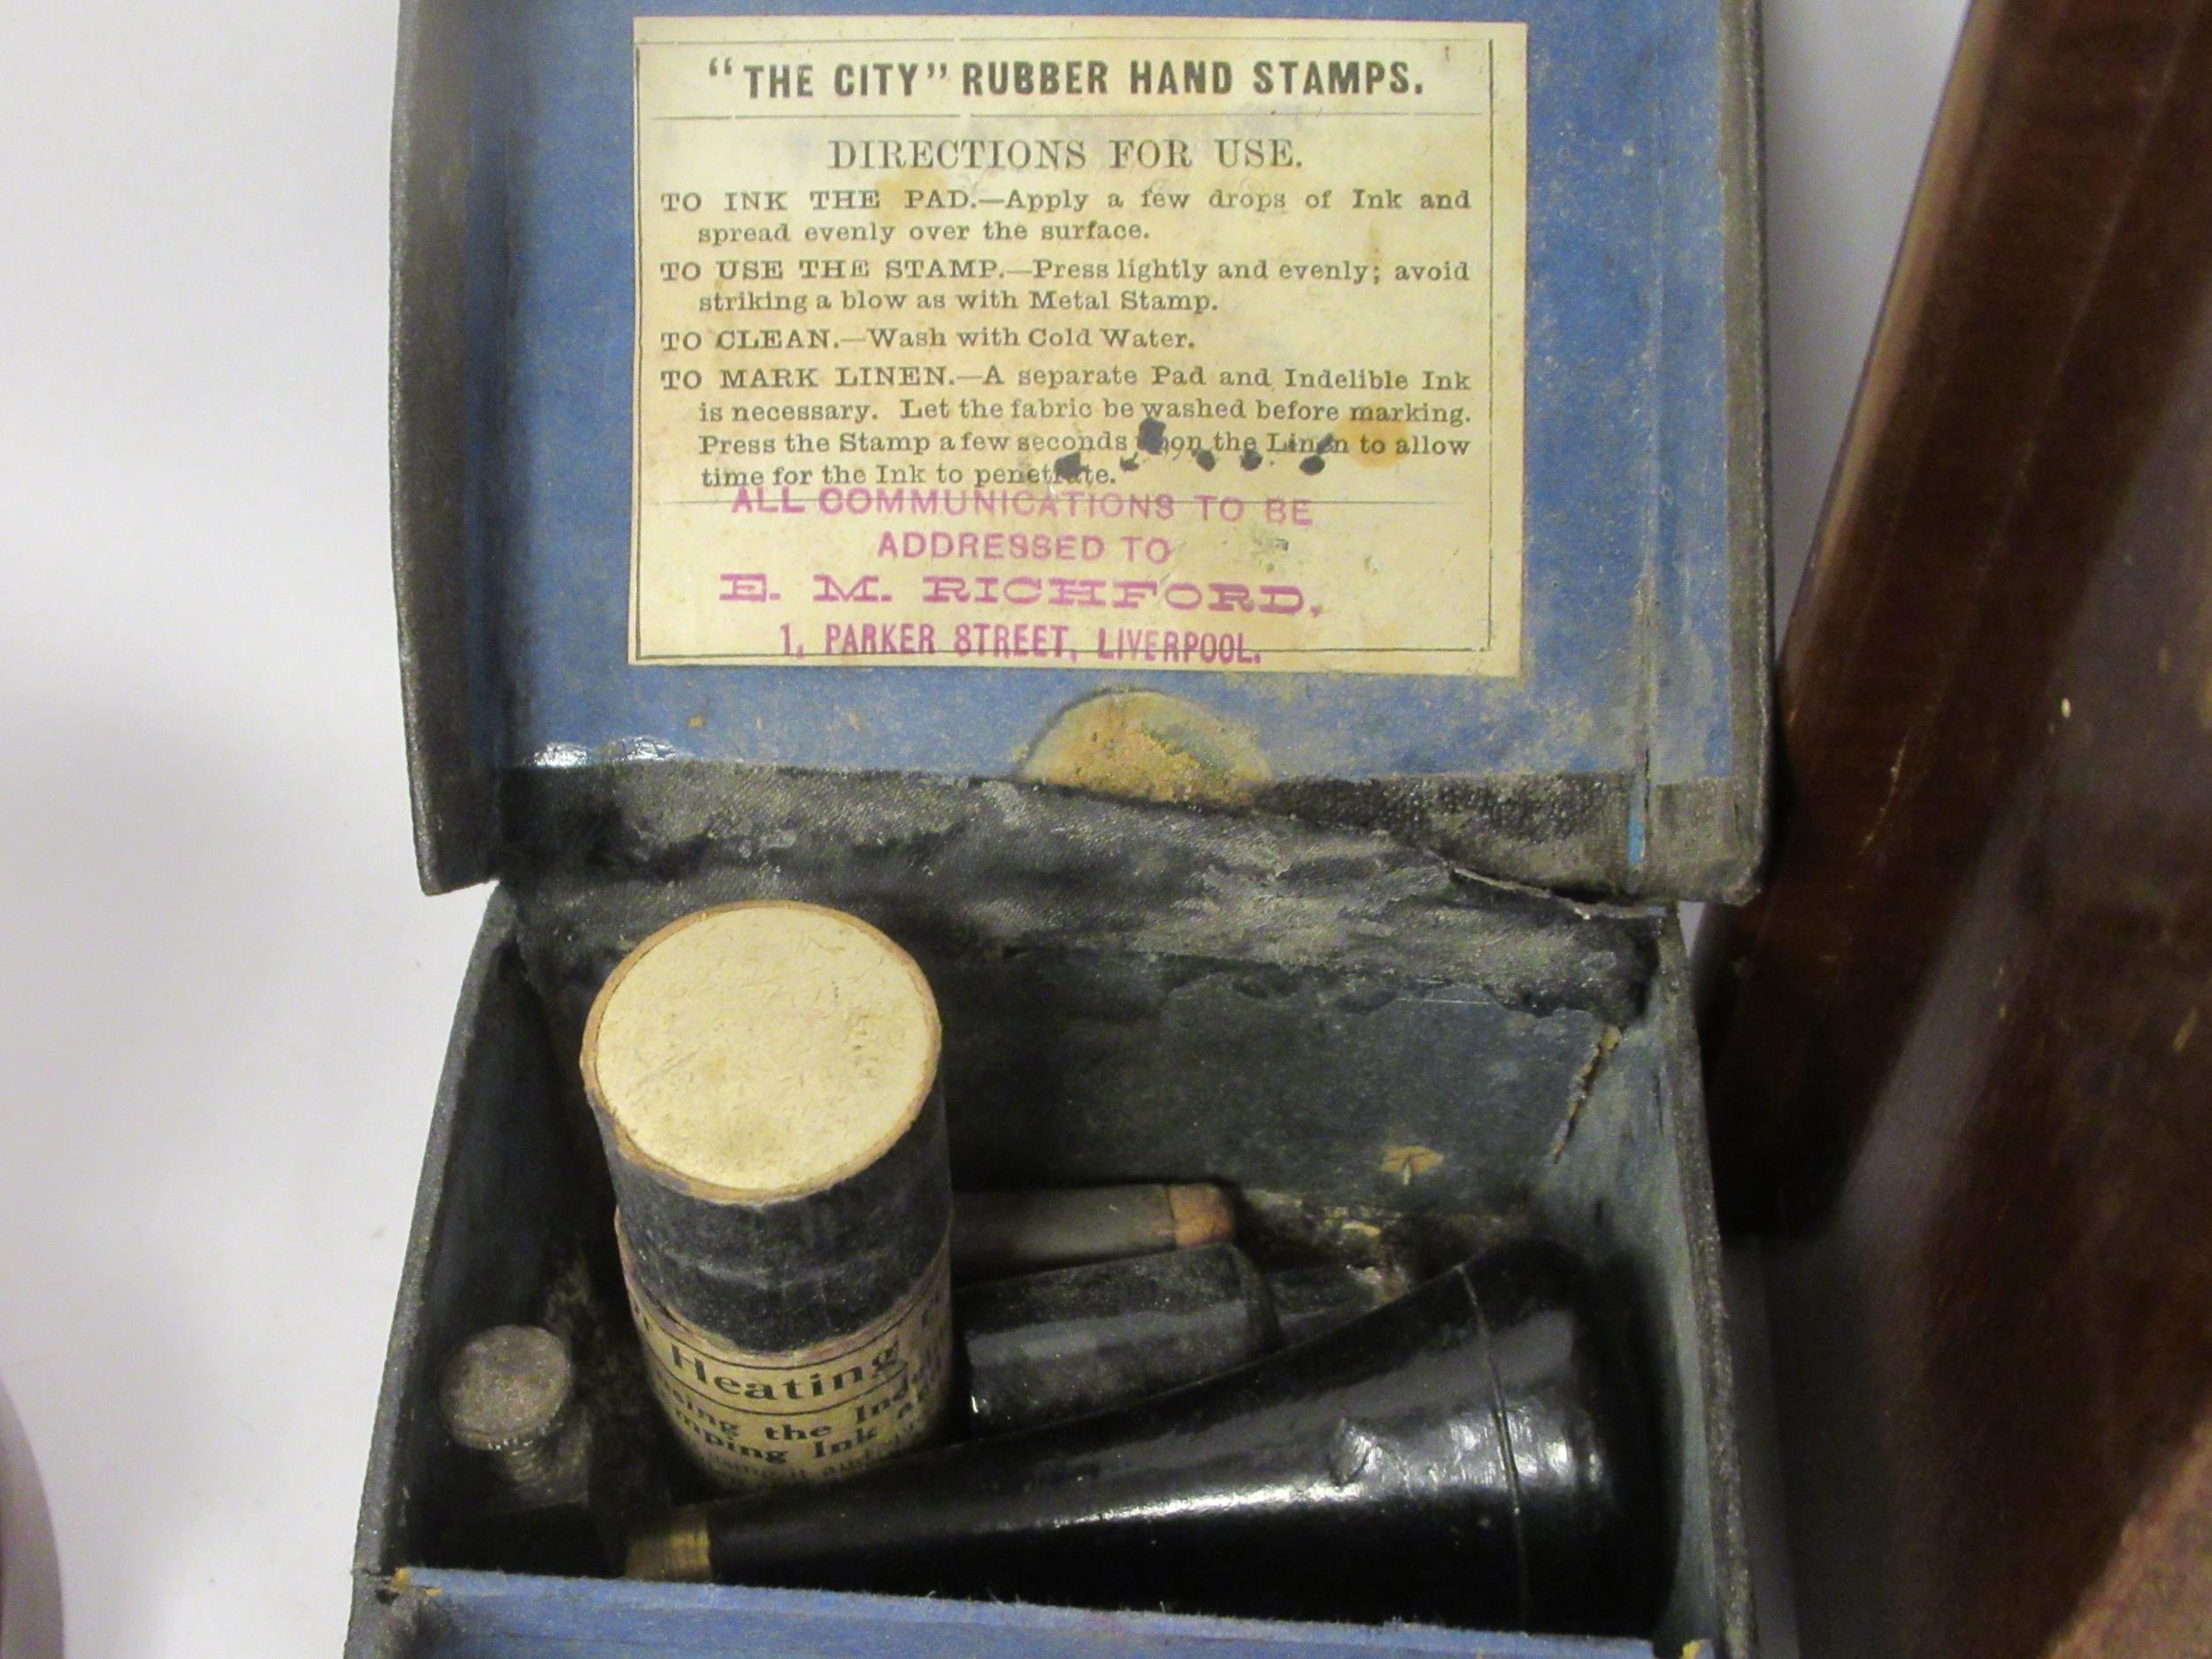 “THE CITY” RUBBER HAND STAMPS.
DIRECTIONS FOR USE.
TO INK THE PAD.—Apply a few drops of Ink and
spread evenly over the surface.
TO USE THE STAMP.—Press lightly and evenly; avoid
striking a blow as with Metal Stamp.
TO CLEAN.—Wash with Cold Water.
TO MARK LINEN.—A separate Pad and Indelible Ink
is necessary. Let the fabric be washed before marking.
Press the Stamp a few seconds upon the Linen to allow
time for the Ink to penetrate.
ALL COMMUNICATIONS TO BE
ADDRESSED TO
E. M. RICHFORD,
1, PARKER STREET, LIVERPOOL.
Heating
the
Ink